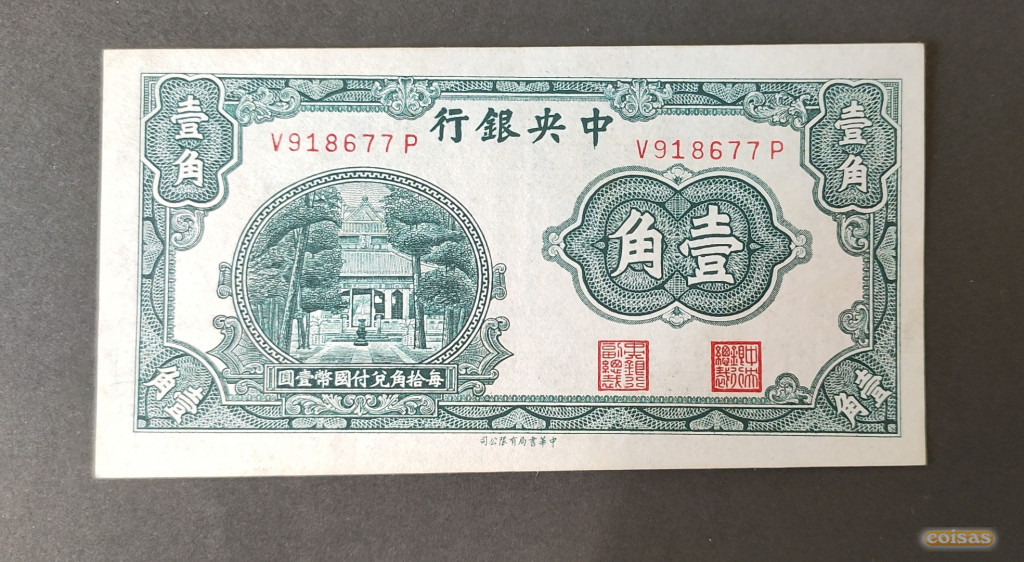 中央銀行
V918677P
V918677P
壹角
壹角
壹角
每拾角兌付國幣壹圓
壹角
壹角
中華書局有限公司
coisas